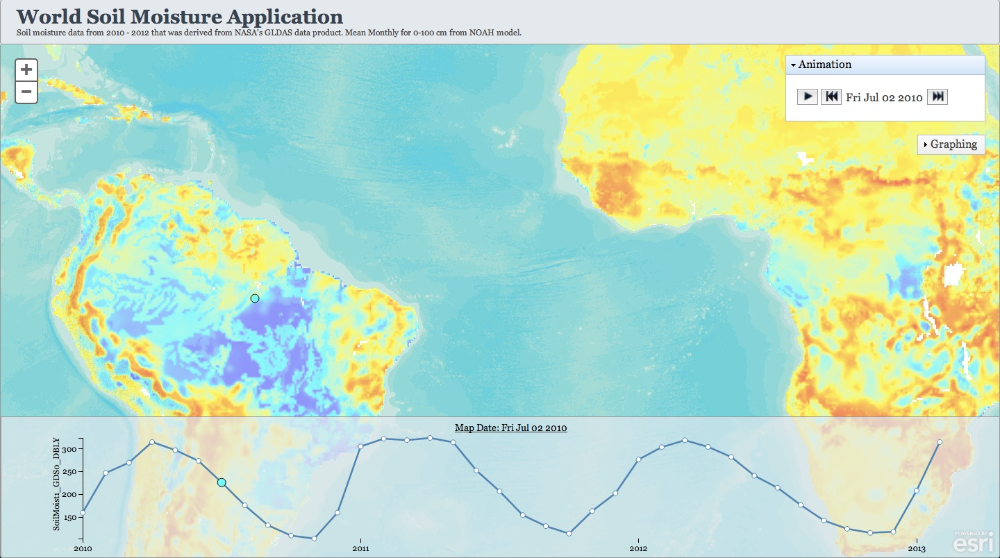 World Soil Moisture Application
Soil moisture data from 2010 - 2012 that was derived from NASA's GLDAS data product. Mean Monthly for 0-100 cm from NOAH model.
+
−
Animation
Fri Jul 02 2010
Graphing
Map Date: Fri Jul 02 2010
SoilMoist1_GDS0_DBLY
300
250
200
150
2010
2011
2012
2013
POWERED BY
esri